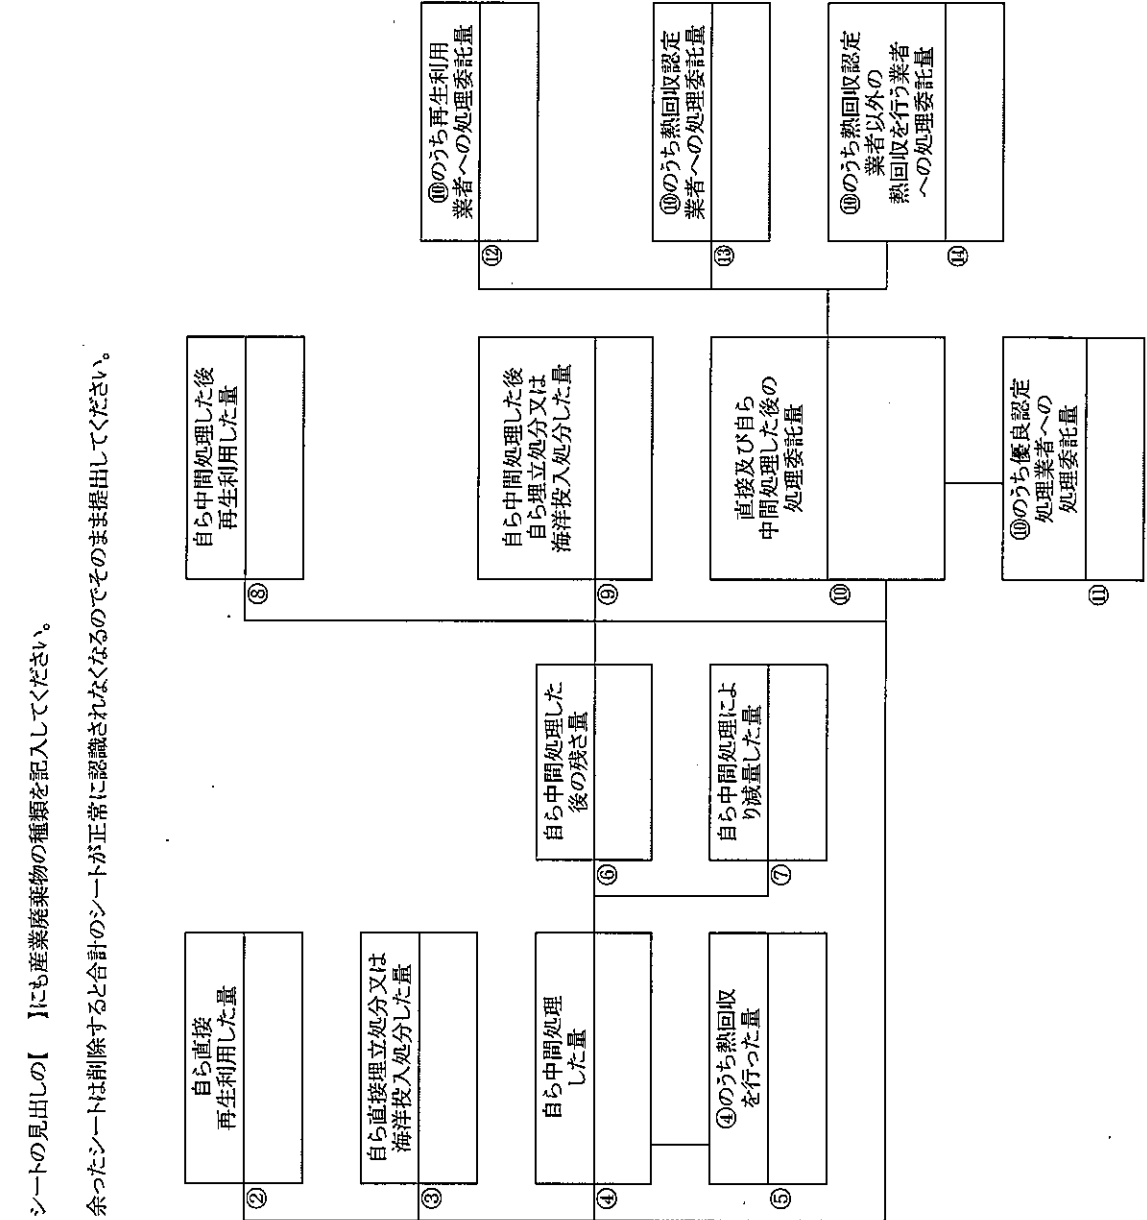 シートの見出しの【　　】にも産業廃棄物の種類を記入してください。
余ったシートは削除すると合計のシートが正常に認識されなくなるのでそのまま提出してください。
②
自ら直接
再生利用した量
③
自ら直接埋立処分又は
海洋投入処分した量
④
自ら中間処理
した量
⑤
④のうち熱回収
を行った量
⑥
自ら中間処理した
後の残さ量
⑦
自ら中間処理によ
り減量した量
⑧
自ら中間処理した後
再生利用した量
⑨
自ら中間処理した後
自ら埋立処分又は
海洋投入処分した量
⑩
直接及び自ら
中間処理した後の
処理委託量
⑪
⑩のうち優良認定
処理業者への
処理委託量
⑫
⑩のうち再生利用
業者への処理委託量
⑬
⑩のうち熱回収認定
業者への処理委託量
⑭
⑩のうち熱回収認定
業者以外の
熱回収を行う業者
への処理委託量